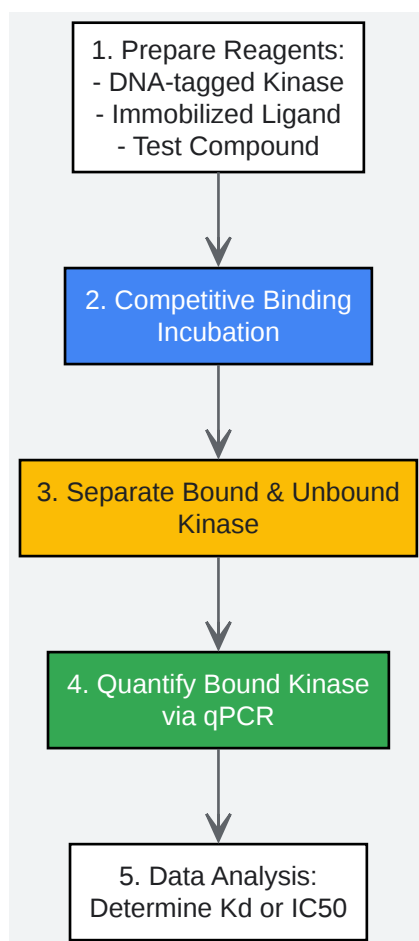 1. Prepare Reagents:
- DNA-tagged Kinase
- Immobilized Ligand
- Test Compound
2. Competitive Binding
Incubation
3. Separate Bound & Unbound
Kinase
4. Quantify Bound Kinase
via qPCR
5. Data Analysis:
Determine Kd or IC50